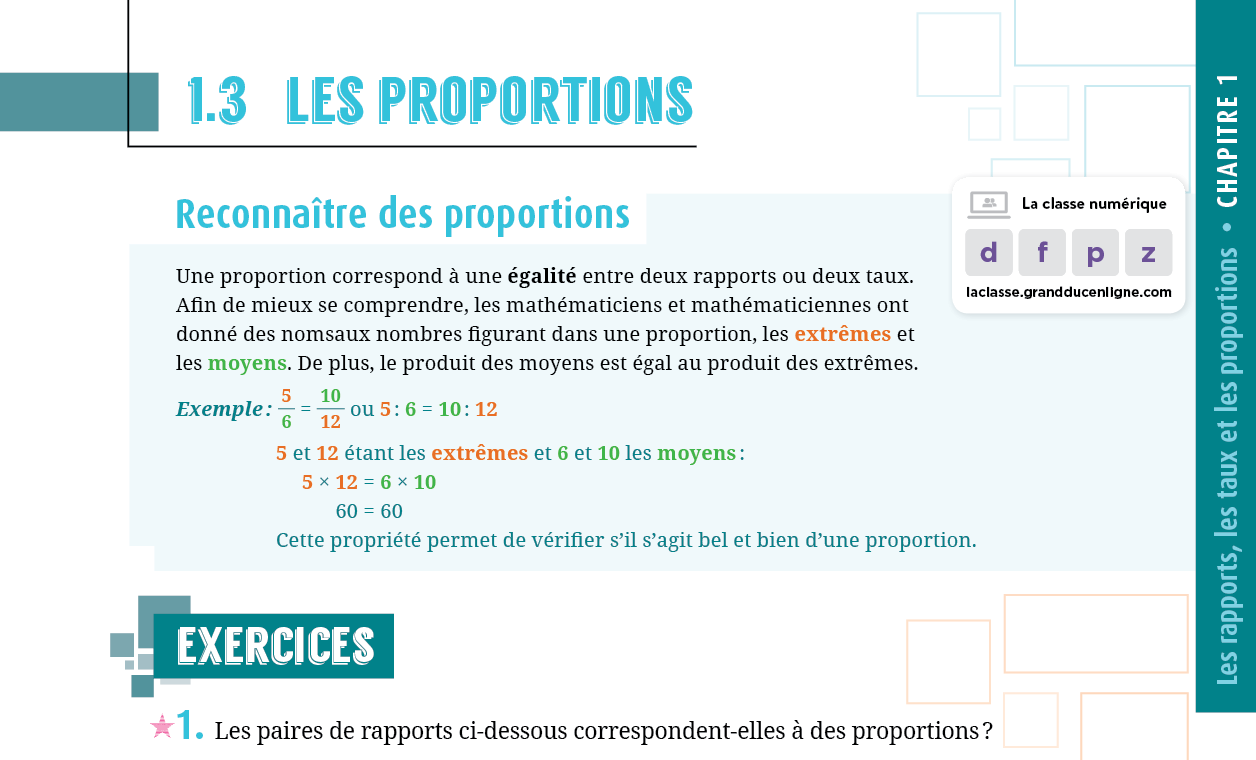 1.3 LES PROPORTIONS
Reconnaître des proportions
La classe numérique
d f p z
laclasse.grandducenligne.com
Une proportion correspond à une égalité entre deux rapports ou deux taux.
Afin de mieux se comprendre, les mathématiciens et mathématiciennes ont
donné des nomsaux nombres figurant dans une proportion, les extrêmes et
les moyens. De plus, le produit des moyens est égal au produit des extrêmes.
Exemple : 5/6 = 10/12 ou 5 : 6 = 10 : 12
5 et 12 étant les extrêmes et 6 et 10 les moyens :
5 × 12 = 6 × 10
60 = 60
Cette propriété permet de vérifier s’il s’agit bel et bien d’une proportion.
EXERCICES
1. Les paires de rapports ci-dessous correspondent-elles à des proportions ?
Les rapports, les taux et les proportions • CHAPITRE 1